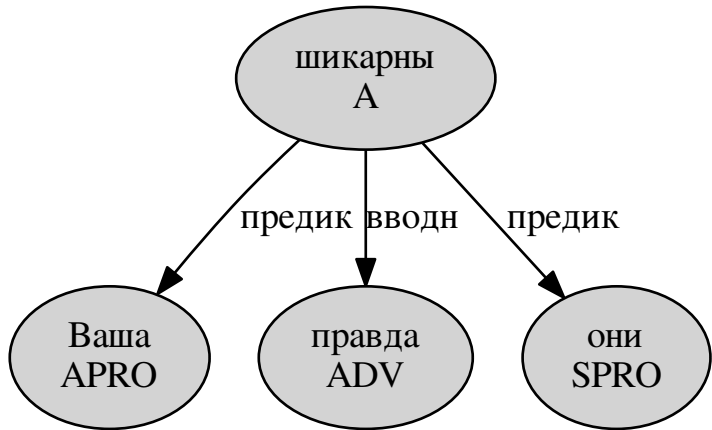 шикарны
A
предик вводн предик
Ваша правда они
APRO ADV SPRO